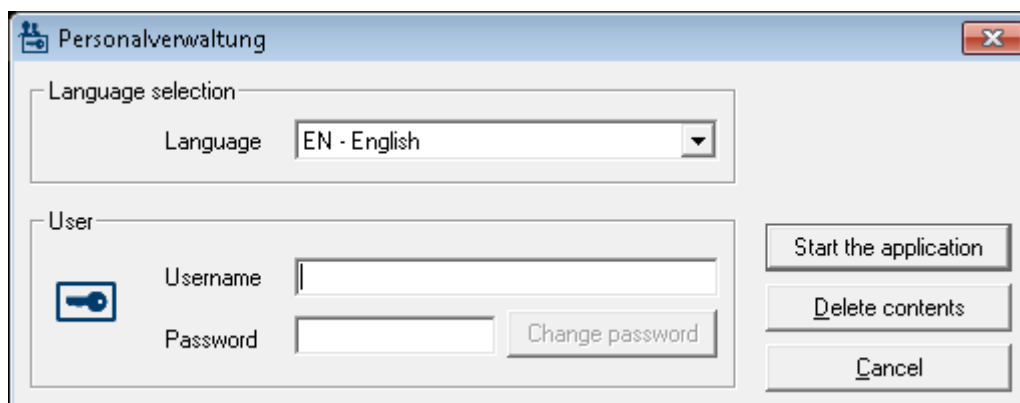 Personalverwaltung
Language selection
Language EN - English
User
Username
Password Change password
Start the application
Delete contents
Cancel